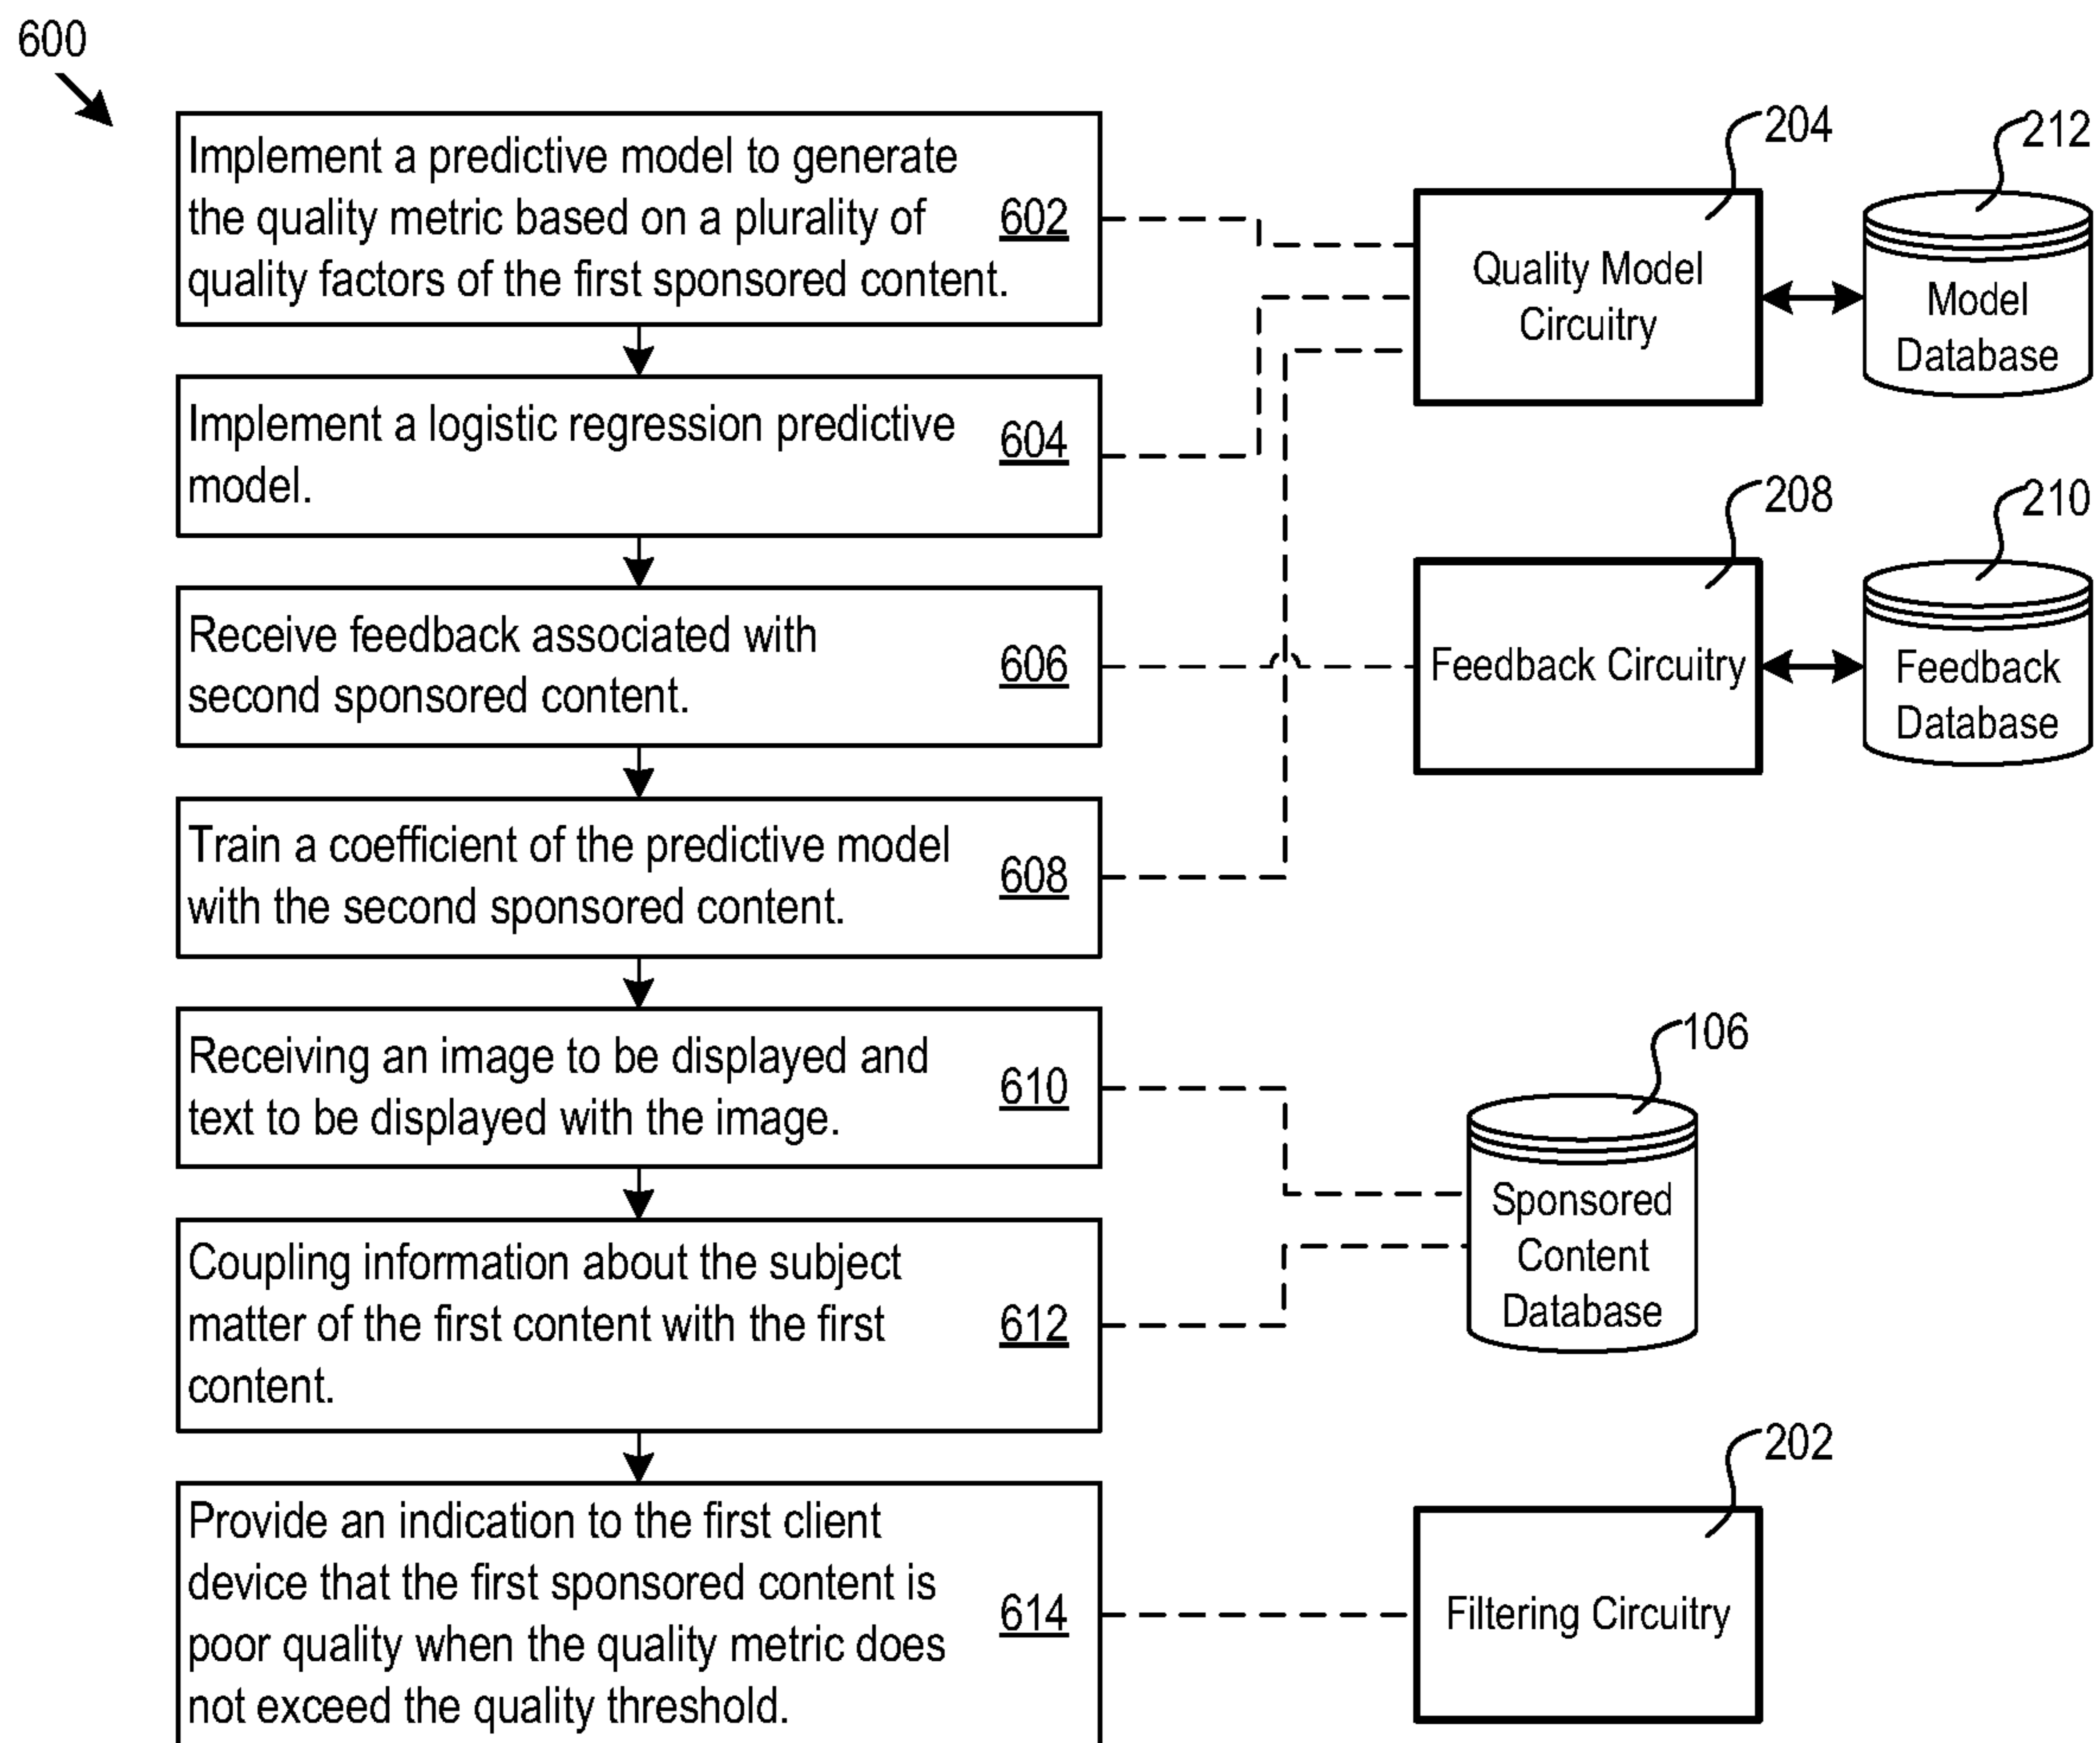 600
Implement a predictive model to generate
the quality metric based on a plurality of
quality factors of the first sponsored content.
602
Implement a logistic regression predictive
model.
604
Receive feedback associated with
second sponsored content.
606
Train a coefficient of the predictive model
with the second sponsored content.
608
Receiving an image to be displayed and
text to be displayed with the image.
610
Coupling information about the subject
matter of the first content with the first
content.
612
Provide an indication to the first client
device that the first sponsored content is
poor quality when the quality metric does
not exceed the quality threshold.
614
204
Quality Model
Circuitry
212
Model
Database
208
Feedback Circuitry
210
Feedback
Database
106
Sponsored
Content
Database
202
Filtering Circuitry